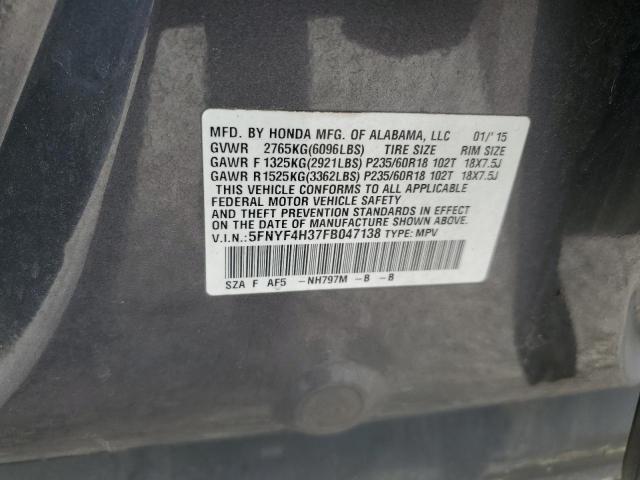 MFD. BY HONDA MFG. OF ALABAMA, LLC 01/'15
GVWR 2765KG(6096LBS) TIRE SIZE RIM SIZE
GAWR F 1325KG(2921LBS) P235/60R18 102T 18X7.5J
GAWR R1525KG(3362LBS) P235/60R18 102T 18X7.5J
THIS VEHICLE CONFORMS TO ALL APPLICABLE
FEDERAL MOTOR VEHICLE SAFETY
AND THEFT PREVENTION STANDARDS IN EFFECT
ON THE DATE OF MANUFACTURE SHOWN ABOVE.
V.I.N.:5FNYF4H37FB047138 TYPE: MPV
SZA F AF5 -NH797M -B -B